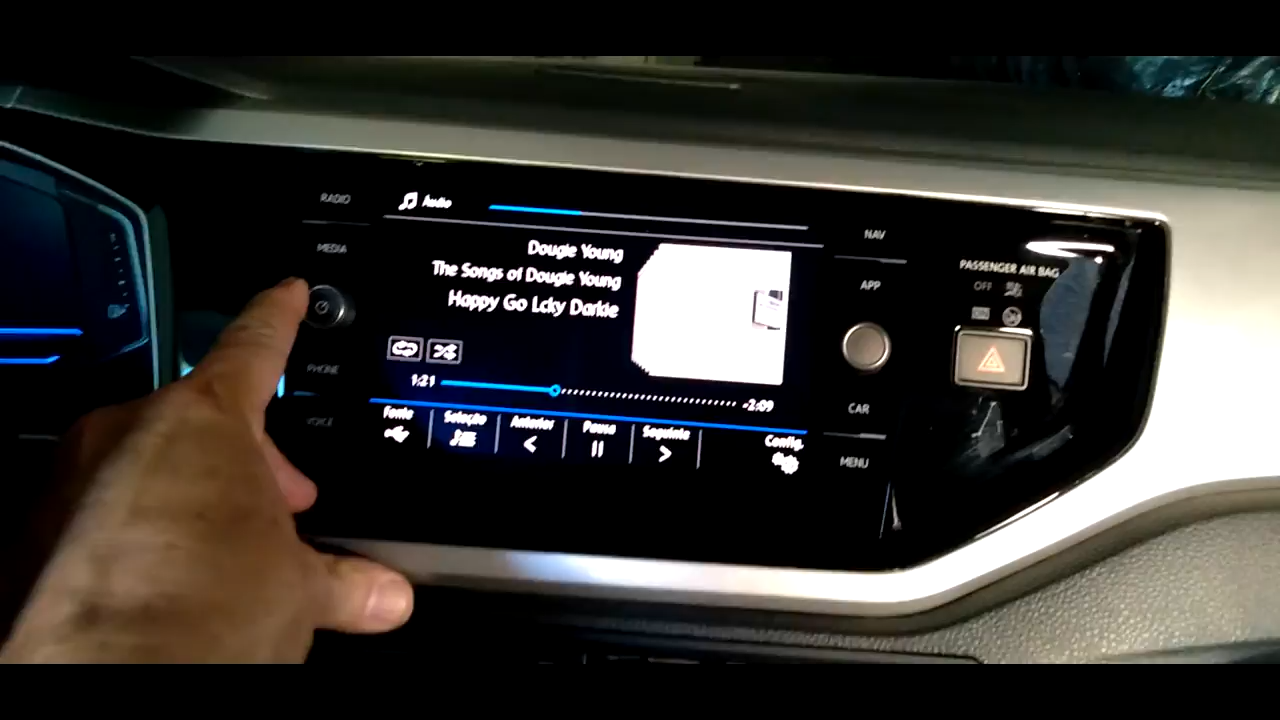 RADIO
Audio
MEDIA
Dougie Young
The Songs of Dougie Young
Happy Go Lcky Darkie
1:21
-2:09
PHONE
VOICE
Fonte
Seleção
Anterior
Pausa
Seguinte
Config.
NAV
APP
CAR
MENU
PASSENGER AIR BAG
OFF